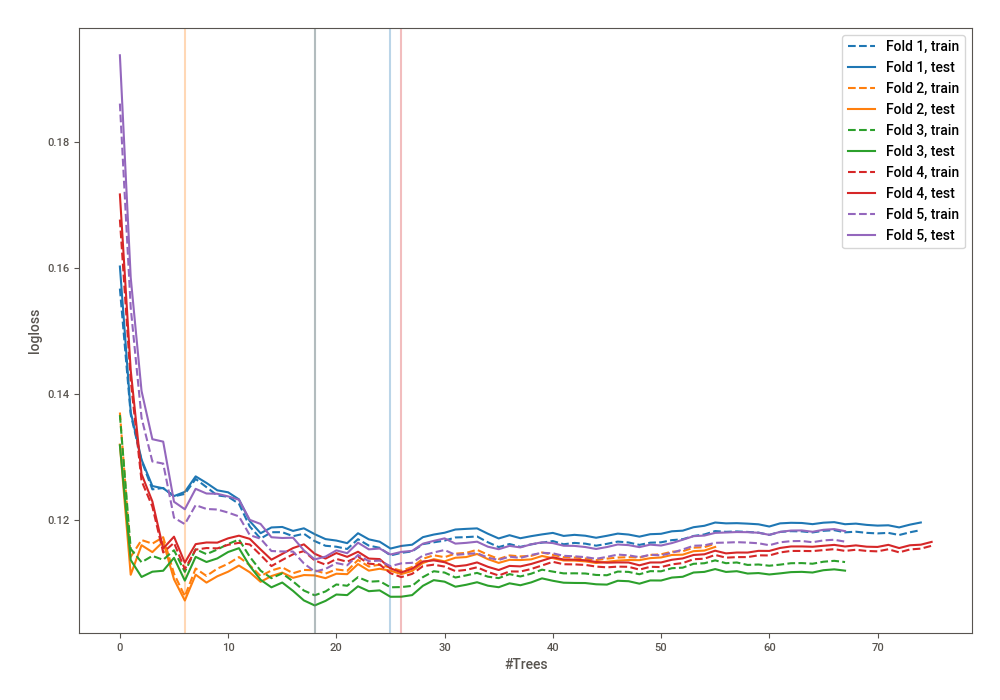 Fold 1, train
Fold 1, test
Fold 2, train
Fold 2, test
Fold 3, train
Fold 3, test
Fold 4, train
Fold 4, test
Fold 5, train
Fold 5, test
0.18
0.16
0.14
0.12
logloss
0 10 20 30 40 50 60 70
#Trees